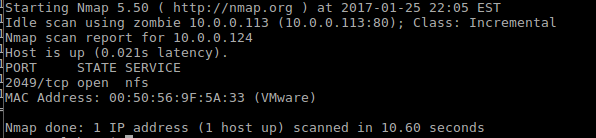 Starting Nmap 5.50 ( http://nmap.org ) at 2017-01-25 22:05 EST
Idle scan using zombie 10.0.0.113 (10.0.0.113:80); Class: Incremental
Nmap scan report for 10.0.0.124
Host is up (0.021s latency).
PORT     STATE SERVICE
2049/tcp open  nfs
MAC Address: 00:50:56:9F:5A:33 (VMware)
Nmap done: 1 IP address (1 host up) scanned in 10.60 seconds